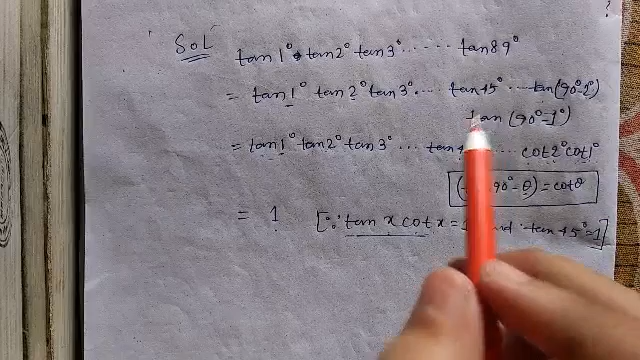 SOL tan1° tan2° tan3° ...... tan89°
= tan1° tan2° tan3° .... tan45° ... tan(90°-2°)
tan(90°-1°)
= tan1° tan2° tan3° ... ... cot2° cot1°
90°-θ) = cotθ
= 1 [∵ tan x cot x = 1 and tan45° = 1]